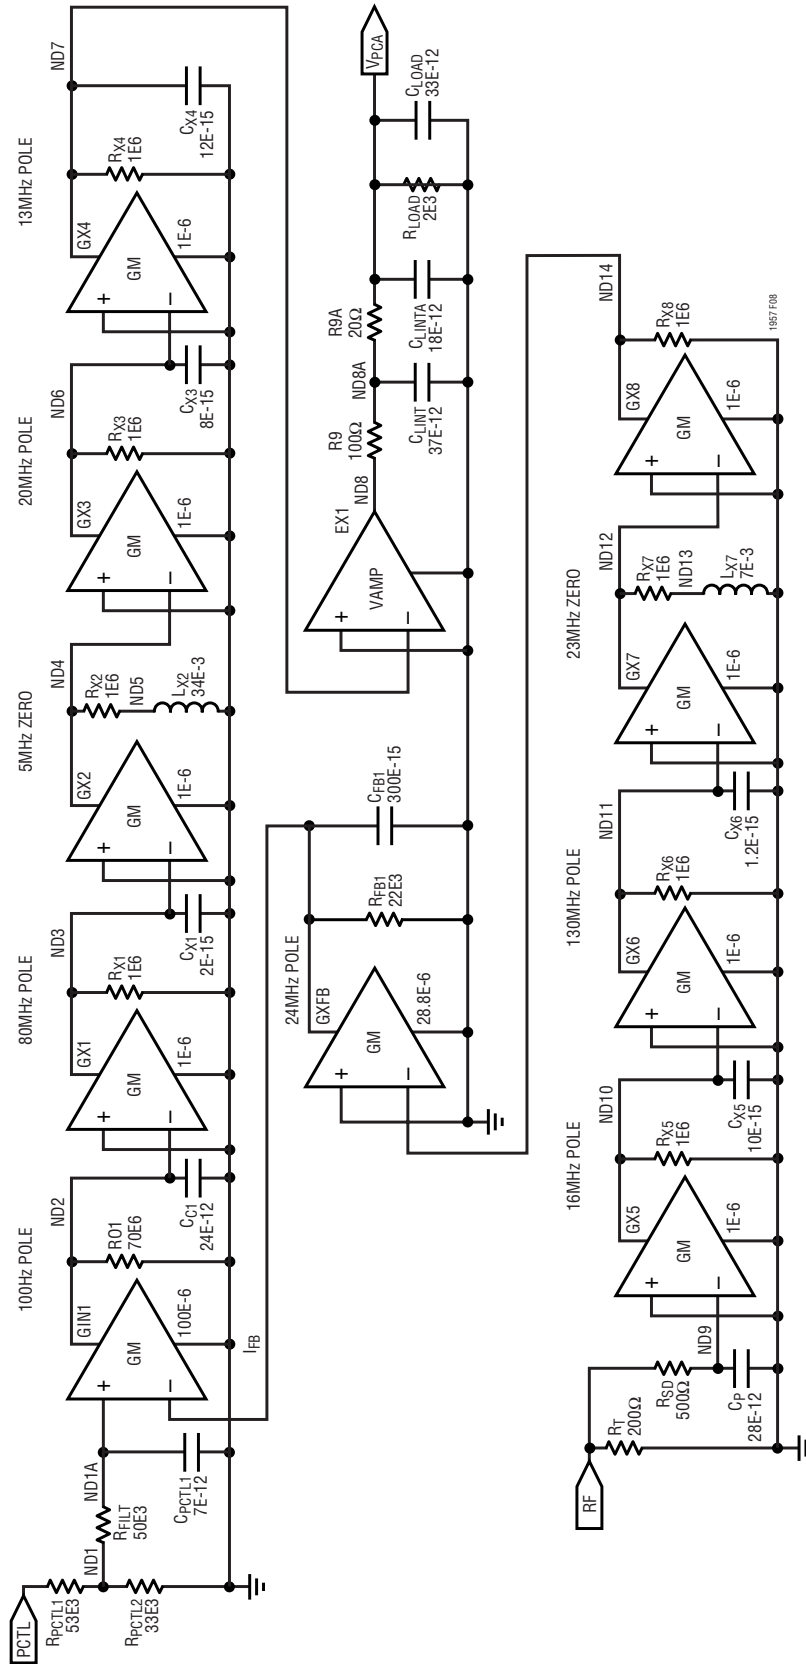 100Hz POLE
80MHz POLE
5MHz ZERO
20MHz POLE
13MHz POLE
PCTL
RPCTL1
53E3
RPCTL2
33E3
ND1
RFILT
50E3
ND1A
CPCTL1
7E-12
+
–
GM
GIN1
100E-6
RO1
70E6
ND2
CC1
24E-12
+
–
GM
GX1
1E-6
RX1
1E6
ND3
CX1
2E-15
+
–
GM
GX2
1E-6
RX2
1E6
ND5
LX2
34E-3
ND4
+
–
GM
GX3
1E-6
RX3
1E6
ND6
CX3
8E-15
+
–
GM
GX4
1E-6
RX4
1E6
CX4
12E-15
ND7
IFB
24MHz POLE
+
–
GM
GXFB
28.8E-6
RFB1
22E3
CFB1
300E-15
+
–
VAMP
EX1
ND8
R9
100Ω
ND8A
CLINT
37E-12
R9A
20Ω
CLINTA
18E-12
RLOAD
2E3
CLOAD
33E-12
VPCA
16MHz POLE
130MHz POLE
23MHz ZERO
RF
RT
200Ω
RSD
500Ω
CP
28E-12
ND9
+
–
GM
GX5
1E-6
RX5
1E6
ND10
CX5
10E-15
+
–
GM
GX6
1E-6
RX6
1E6
ND11
CX6
1.2E-15
+
–
GM
GX7
1E-6
RX7
1E6
ND13
LX7
7E-3
ND12
+
–
GM
GX8
1E-6
RX8
1E6
ND14
1957 F08